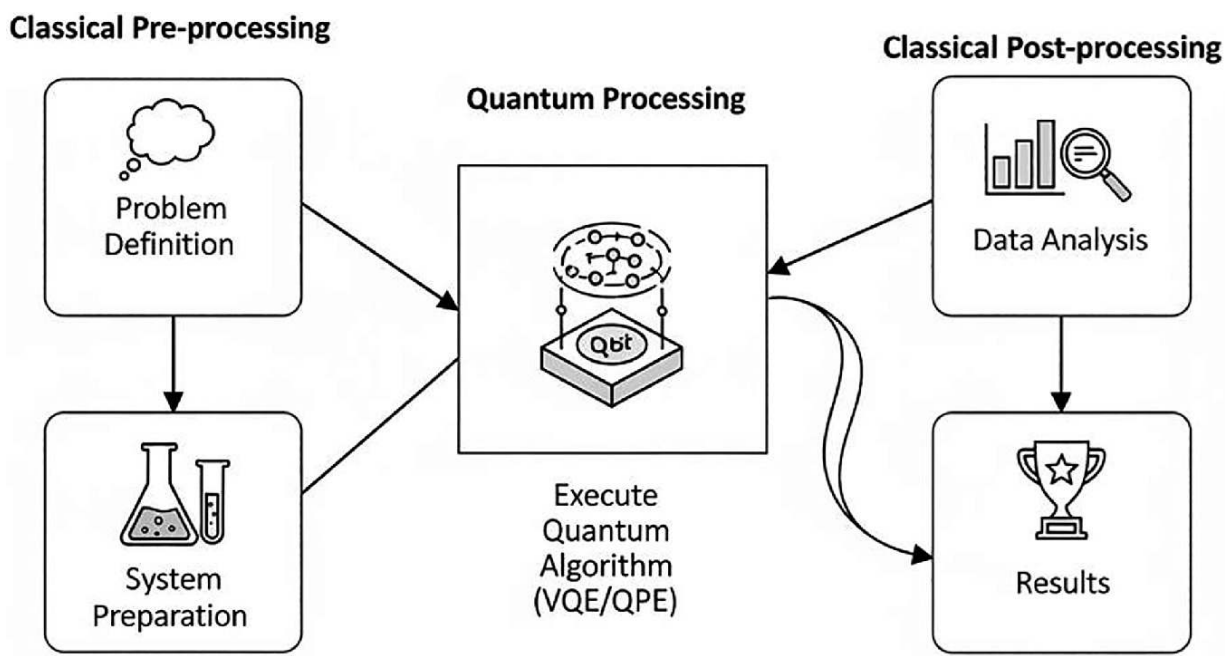 Classical Pre-processing
Problem
Definition
System
Preparation
Quantum Processing
Qbt
Execute
Quantum
Algorithm
(VQE/QPE)
Classical Post-processing
Data Analysis
Results